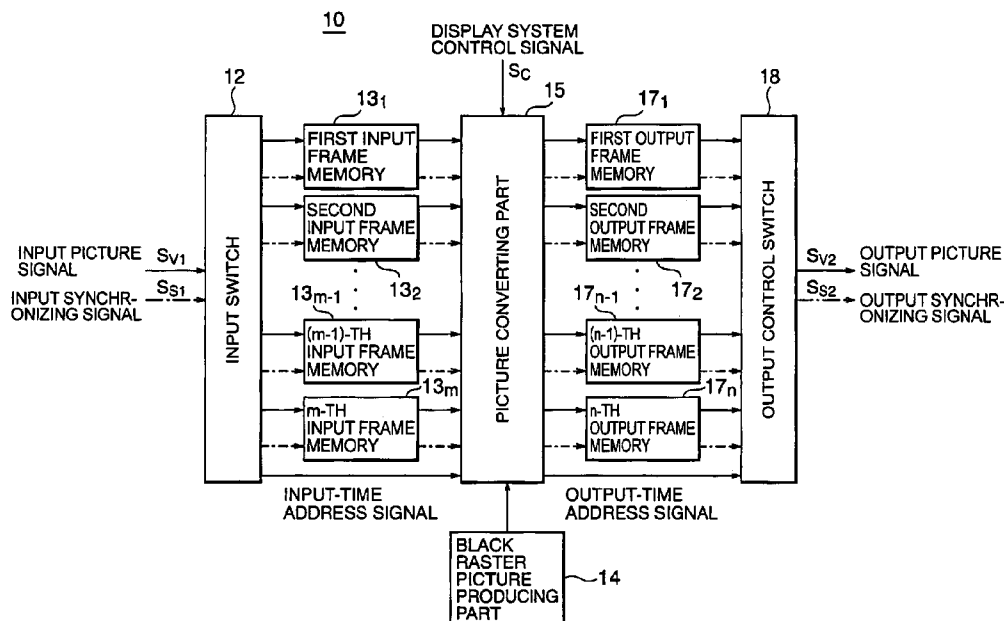 10
DISPLAY SYSTEM
CONTROL SIGNAL
SC
12
131
15
171
18
FIRST INPUT
FRAME
MEMORY
FIRST OUTPUT
FRAME
MEMORY
SECOND
INPUT FRAME
MEMORY
SECOND
OUTPUT FRAME
MEMORY
INPUT PICTURE
SIGNAL
SV1
INPUT SYNCHR-
ONIZING SIGNAL
SS1
INPUT SWITCH
132
PICTURE CONVERTING PART
172
OUTPUT CONTROL SWITCH
SV2
OUTPUT PICTURE
SIGNAL
SS2
OUTPUT SYNCHR-
ONIZING SIGNAL
13m-1
17n-1
(m-1)-TH
INPUT FRAME
MEMORY
(n-1)-TH
OUTPUT FRAME
MEMORY
13m
17n
m-TH
INPUT FRAME
MEMORY
n-TH
OUTPUT FRAME
MEMORY
INPUT-TIME
ADDRESS SIGNAL
OUTPUT-TIME
ADDRESS SIGNAL
BLACK
RASTER
PICTURE
PRODUCING
PART
14